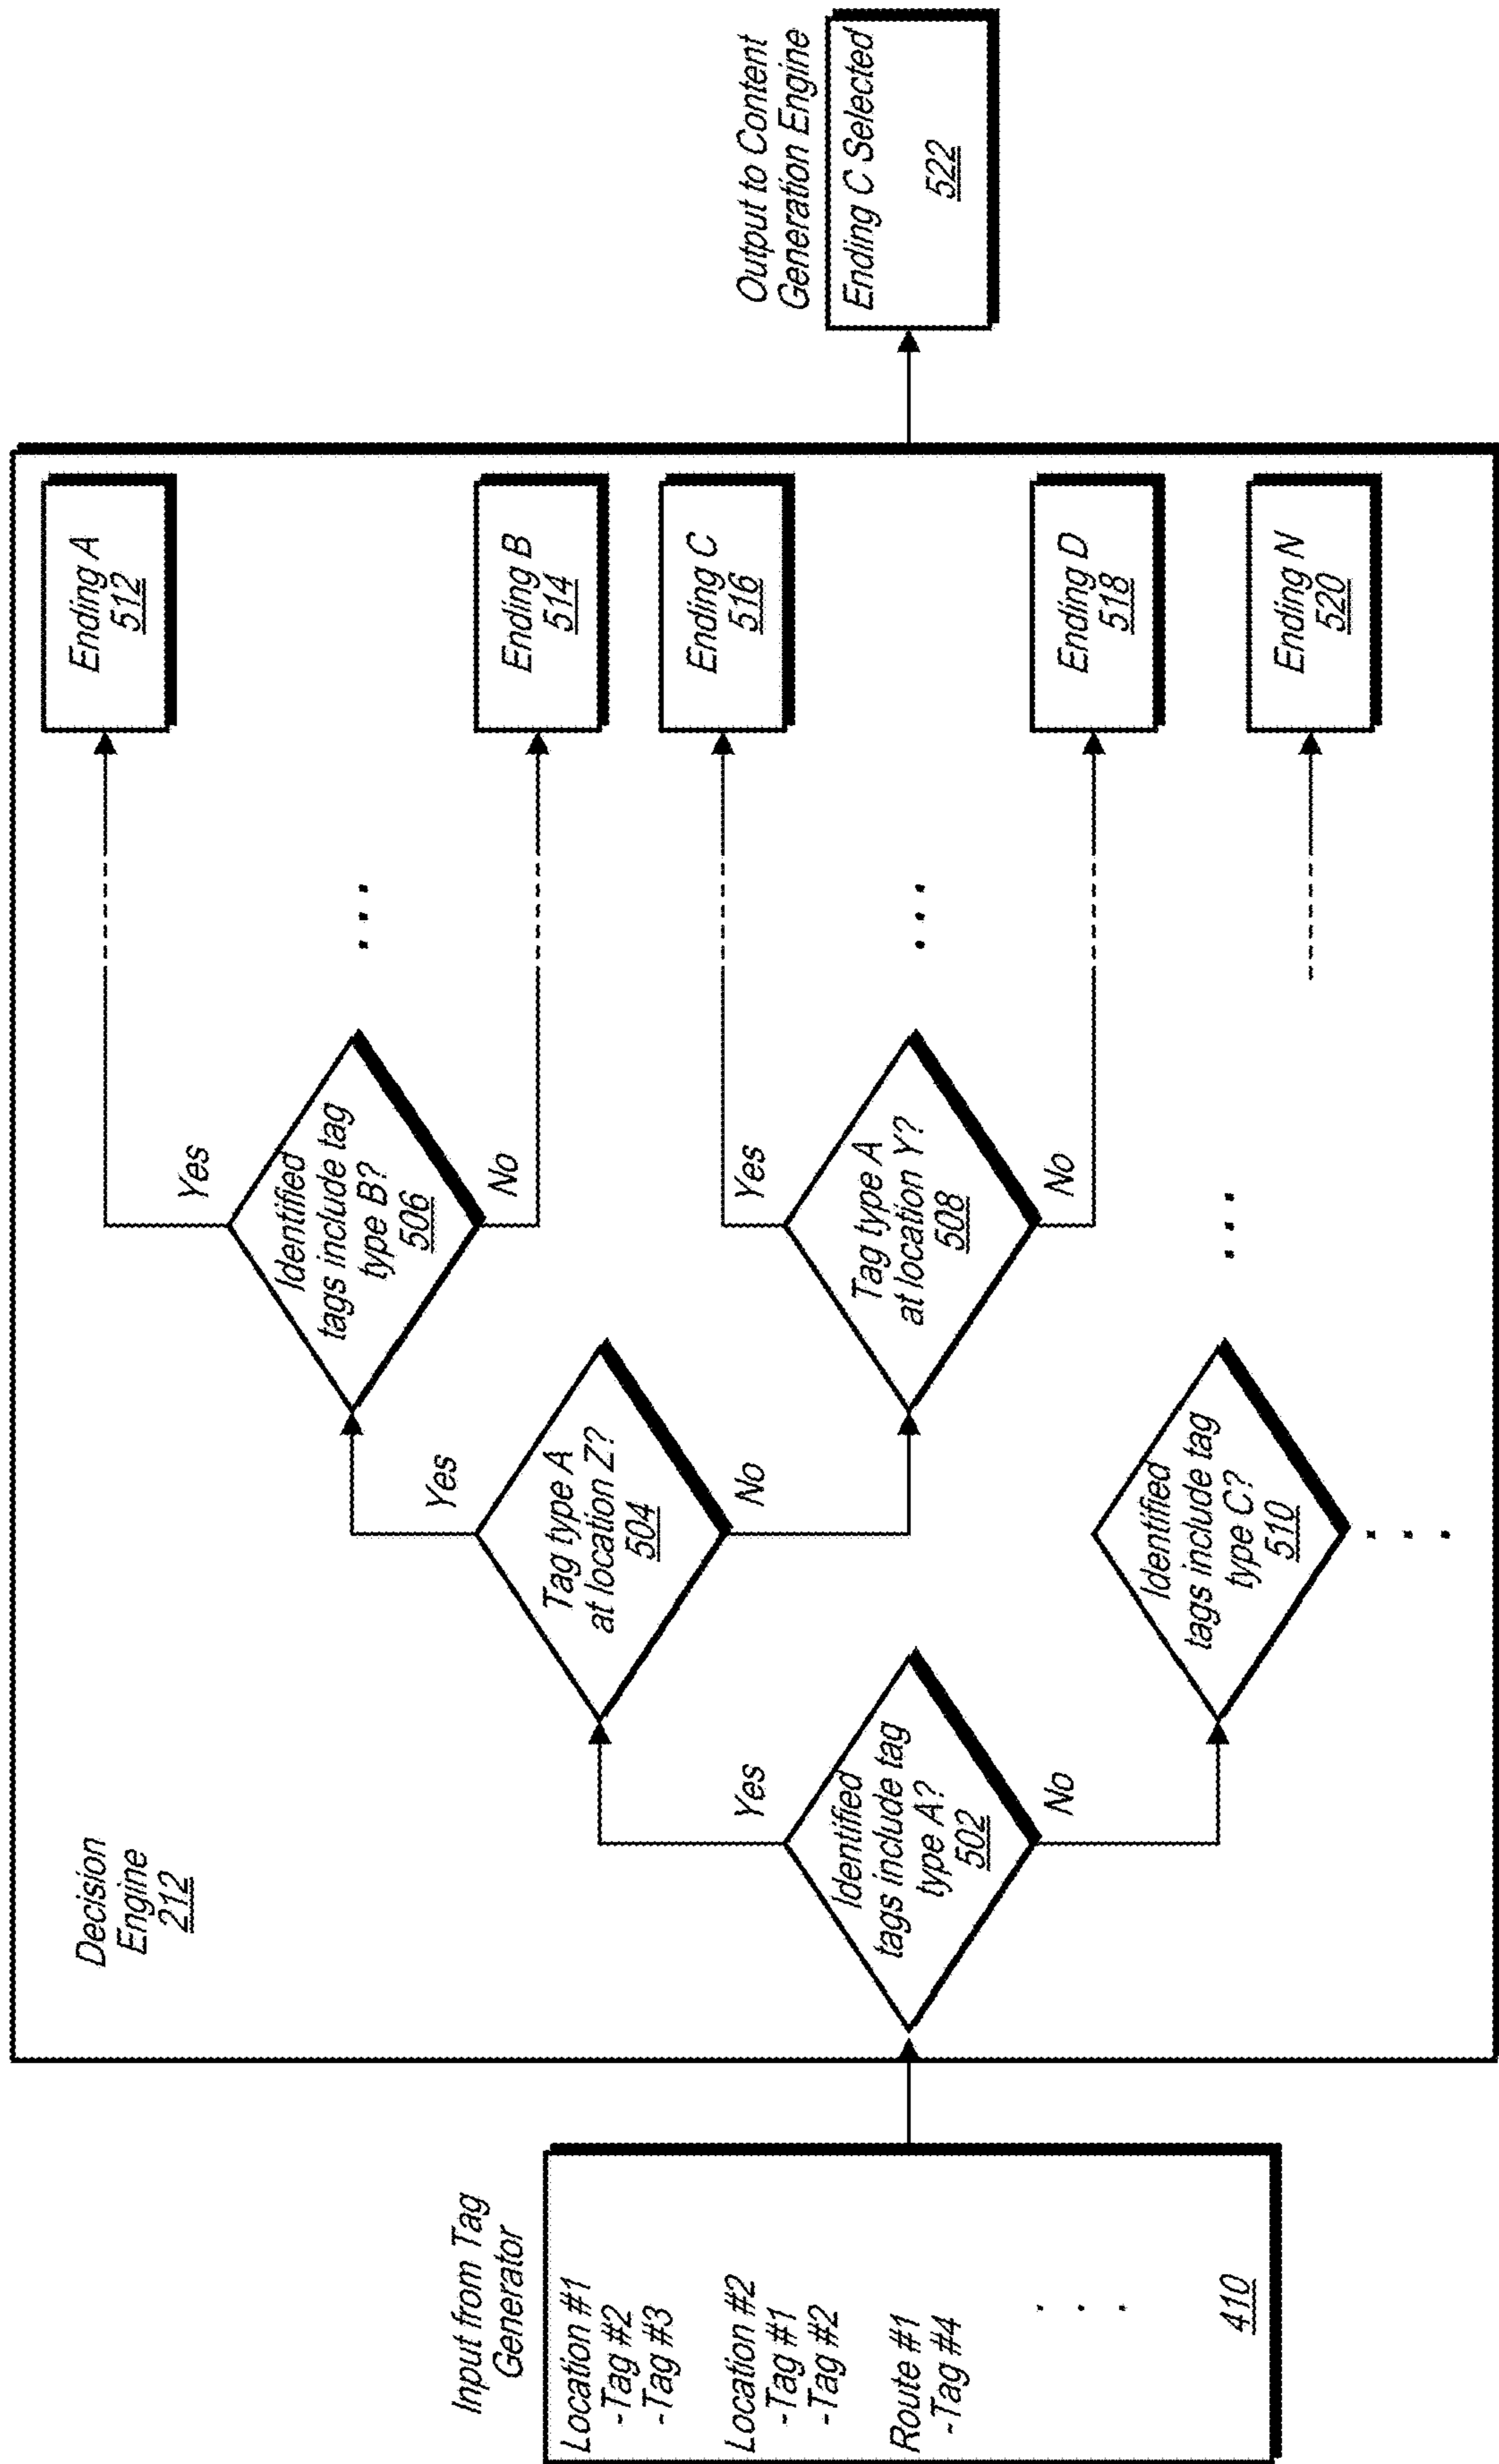 Input from Tag
Generator
Location #1
-Tag #2
-Tag #3
Location #2
-Tag #1
-Tag #2
Route #1
-Tag #4
410
Decision
Engine
212
Identified
tags include tag
type A?
502
Yes
No
Tag type A
at location Z?
504
Yes
No
Identified
tags include tag
type C?
510
Identified
tags include tag
type B?
506
Yes
No
Tag type A
at location Y?
508
Yes
No
Ending A
512
Ending B
514
Ending C
516
Ending D
518
Ending N
520
Output to Content
Generation Engine
Ending C Selected
522